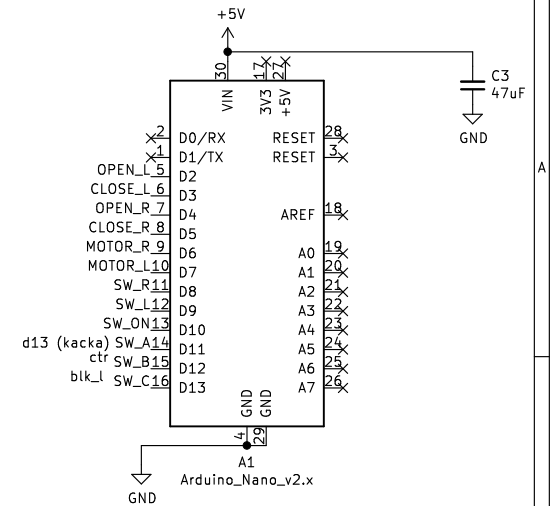 +5V
30 17 27
VIN 3V3 +5V
C3
47uF
GND
A
2 D0/RX RESET 28
1 D1/TX RESET 3
OPEN_L 5 D2
CLOSE_L 6 D3
OPEN_R 7 D4 AREF 18
CLOSE_R 8 D5
MOTOR_R 9 D6 A0 19
MOTOR_L 10 D7 A1 20
SW_R 11 D8 A2 21
SW_L 12 D9 A3 22
SW_ON 13 D10 A4 23
d13 (kacka) SW_A 14 D11 A5 24
ctr SW_B 15 D12 A6 25
blk_l SW_C 16 D13 A7 26
GND GND
4 29
A1
Arduino_Nano_v2.x
GND